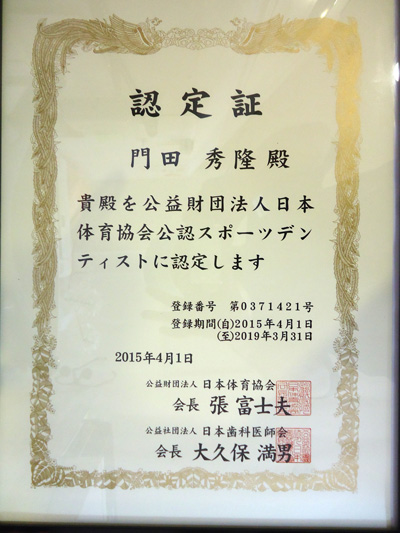 認定証
門田 秀隆殿
貴殿を公益財団法人日本
体育協会公認スポーツデン
ティストに認定します
登録番号 第0371421号
登録期間(自)2015年4月1日
(至)2019年3月31日
2015年4月1日
公益財団法人 日本体育協会
会長 張 富士夫
公益社団法人 日本歯科医師会
会長 大久保 満男